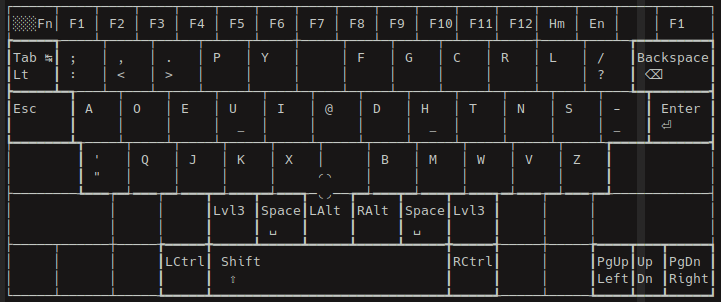 Fn F1 F2 F3 F4 F5 F6 F7 F8 F9 F10 F11 F12 Hm En F1
Tab ↹ ; , . P Y F G C R L / Backspace
Lt : < > ? ⌫
Esc A O E U I @ D H T N S - Enter
_ _ _ ⏎
' Q J K X B M W V Z
"
Lvl3 Space LAlt RAlt Space Lvl3
␣ ␣
LCtrl Shift RCtrl PgUp Up PgDn
⇧ Left Dn Right